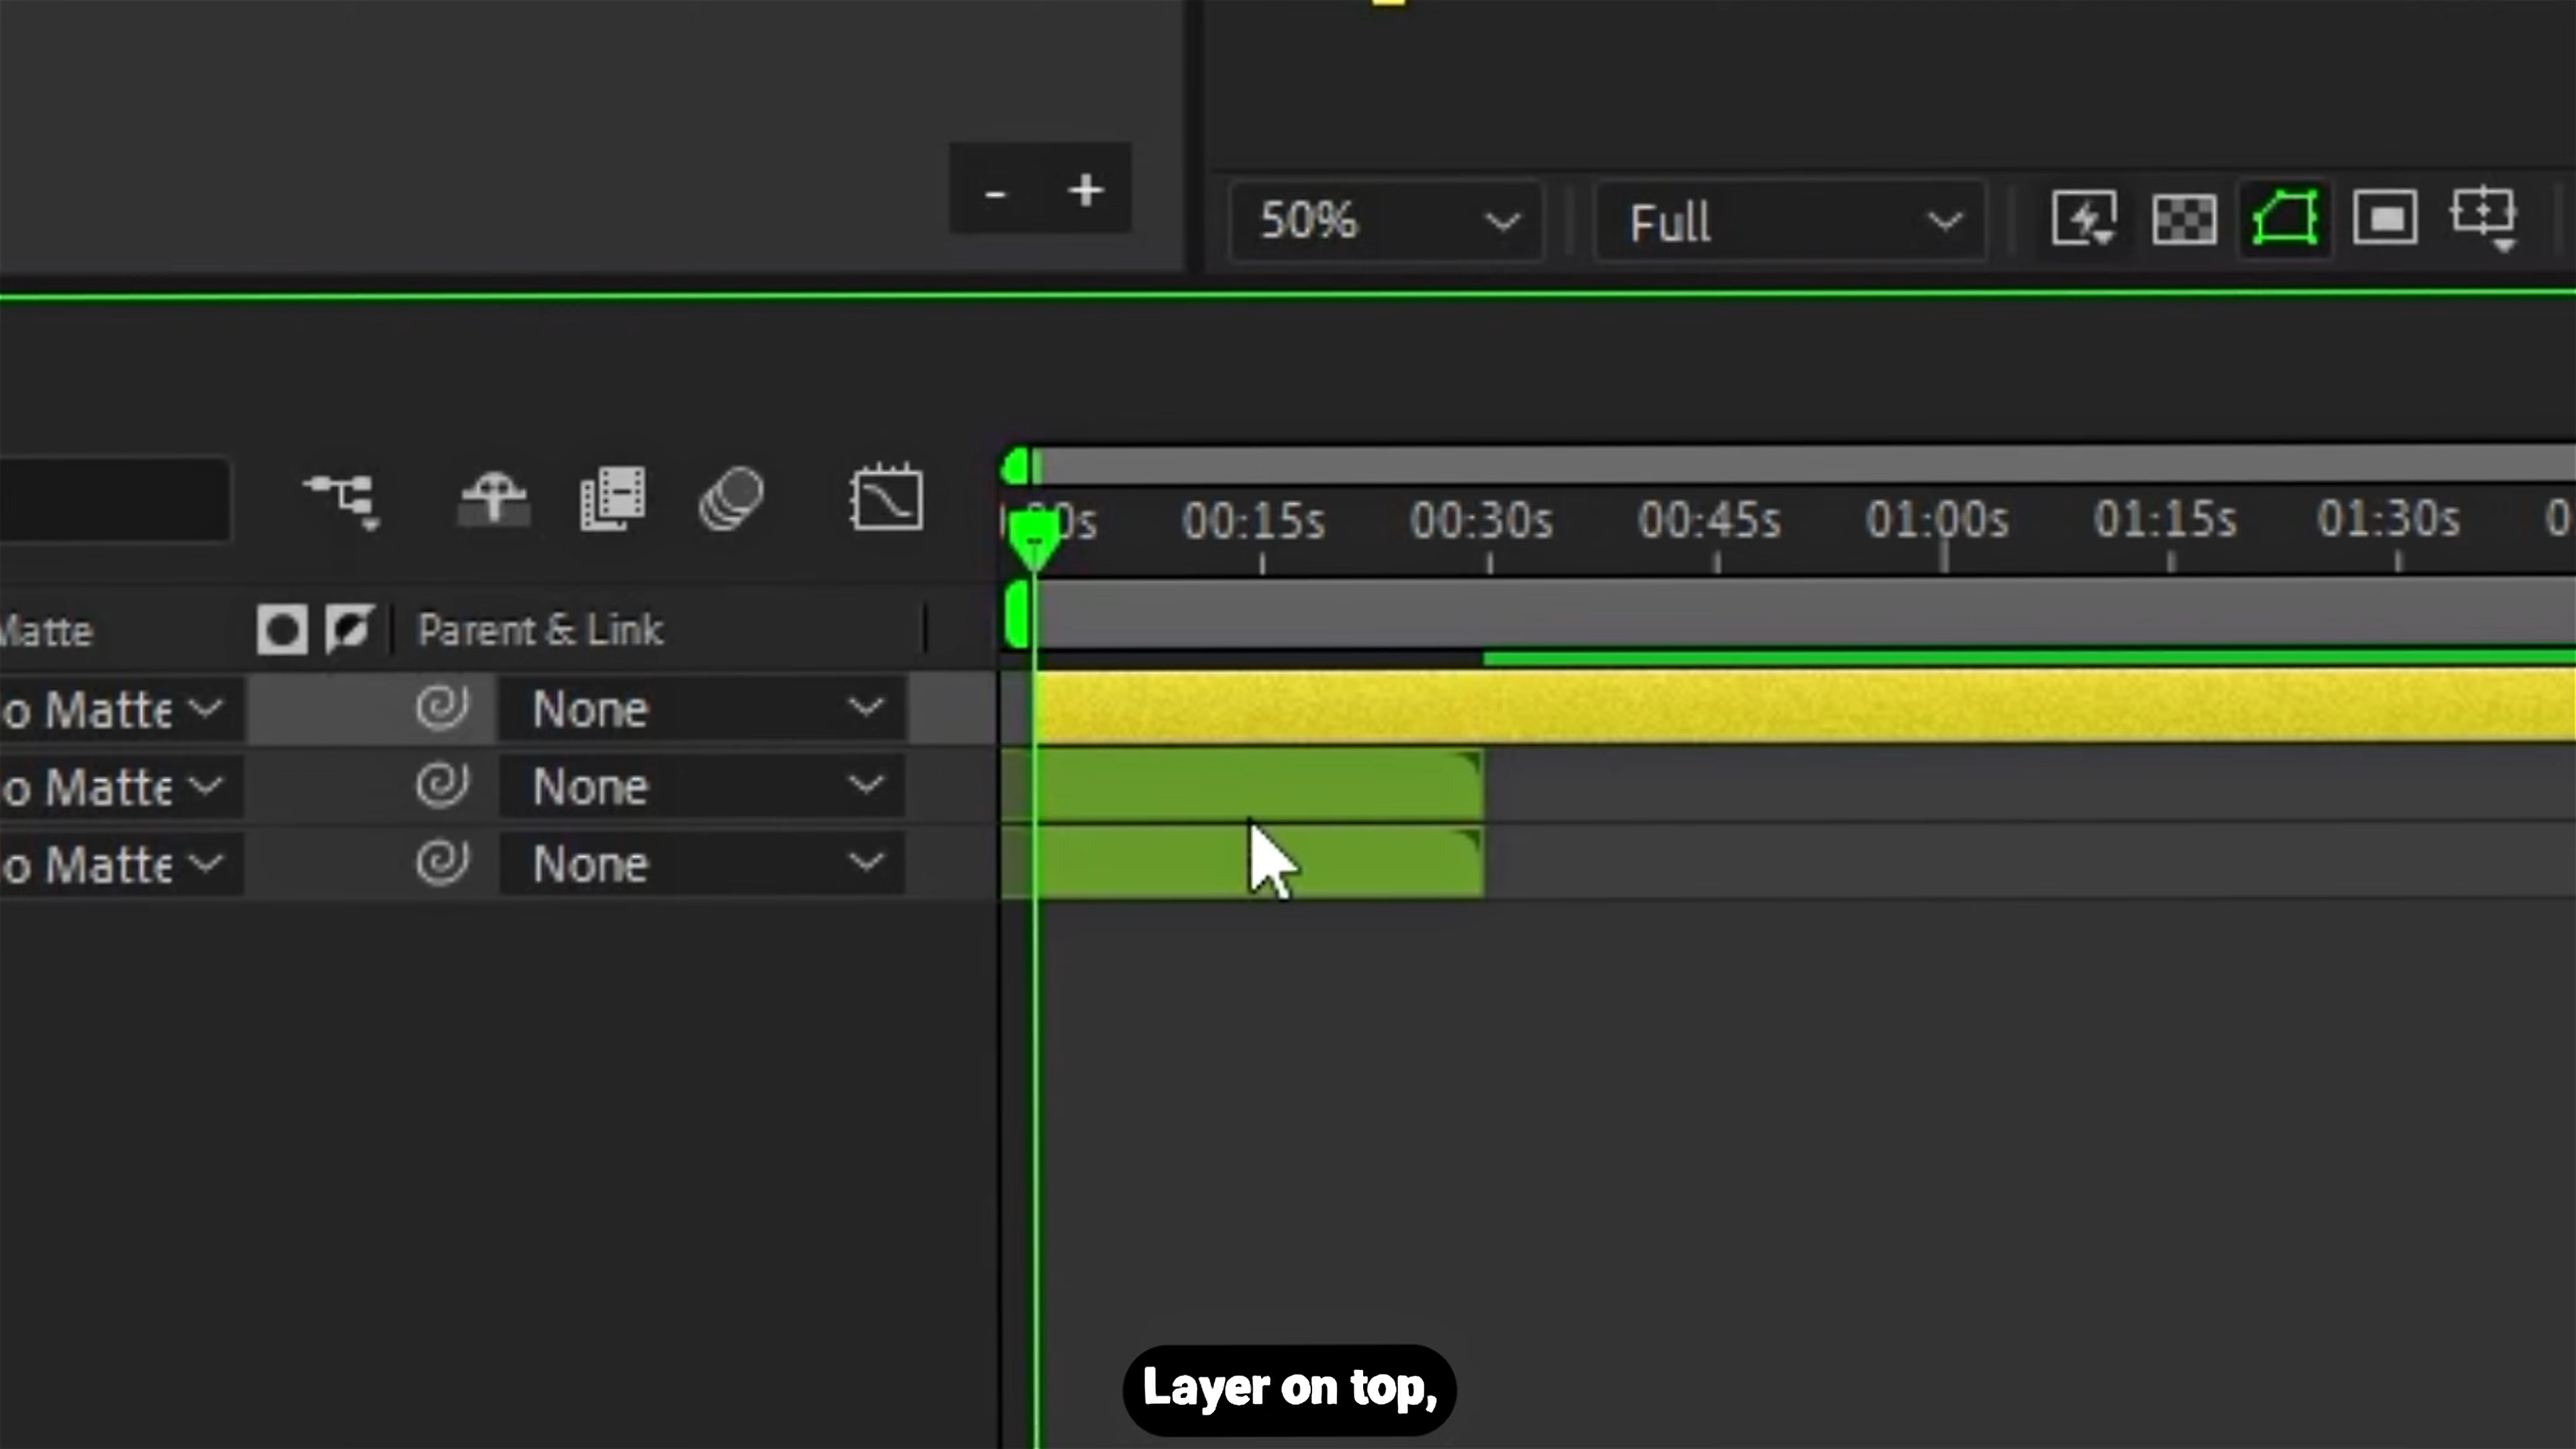 - +
50%
Full
00:15s
00:30s
00:45s
01:00s
01:15s
01:30s
Matte
Parent & Link
o Matte
None
o Matte
None
o Matte
None
Layer on top,